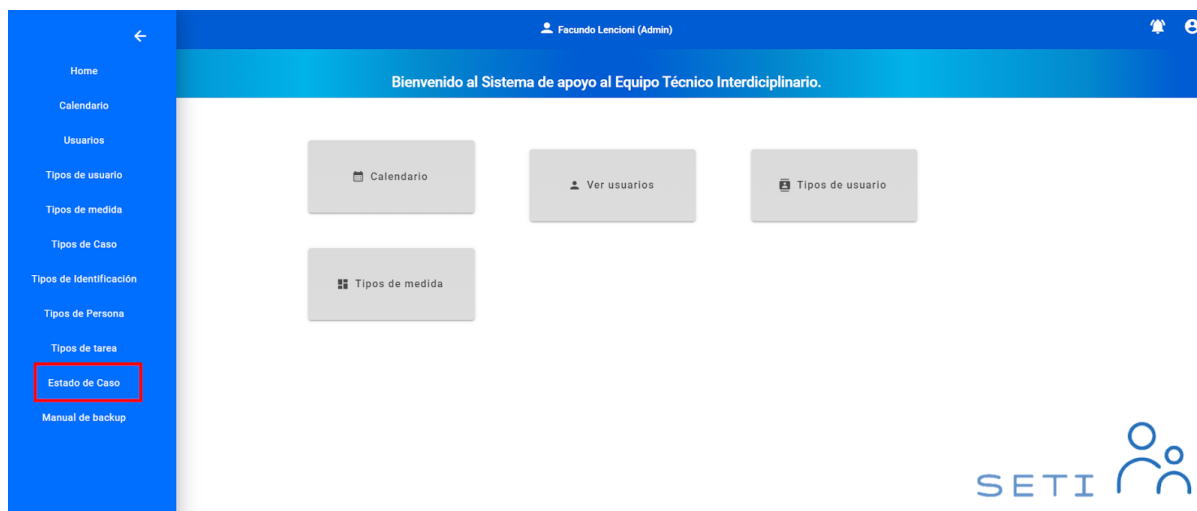 Facundo Lencioni (Admin)
Bienvenido al Sistema de apoyo al Equipo Técnico Interdiciplinario.
Home
Calendario
Usuarios
Tipos de usuario
Tipos de medida
Tipos de Caso
Tipos de Identificación
Tipos de Persona
Tipos de tarea
Estado de Caso
Manual de backup
Calendario
Ver usuarios
Tipos de usuario
Tipos de medida
SETI